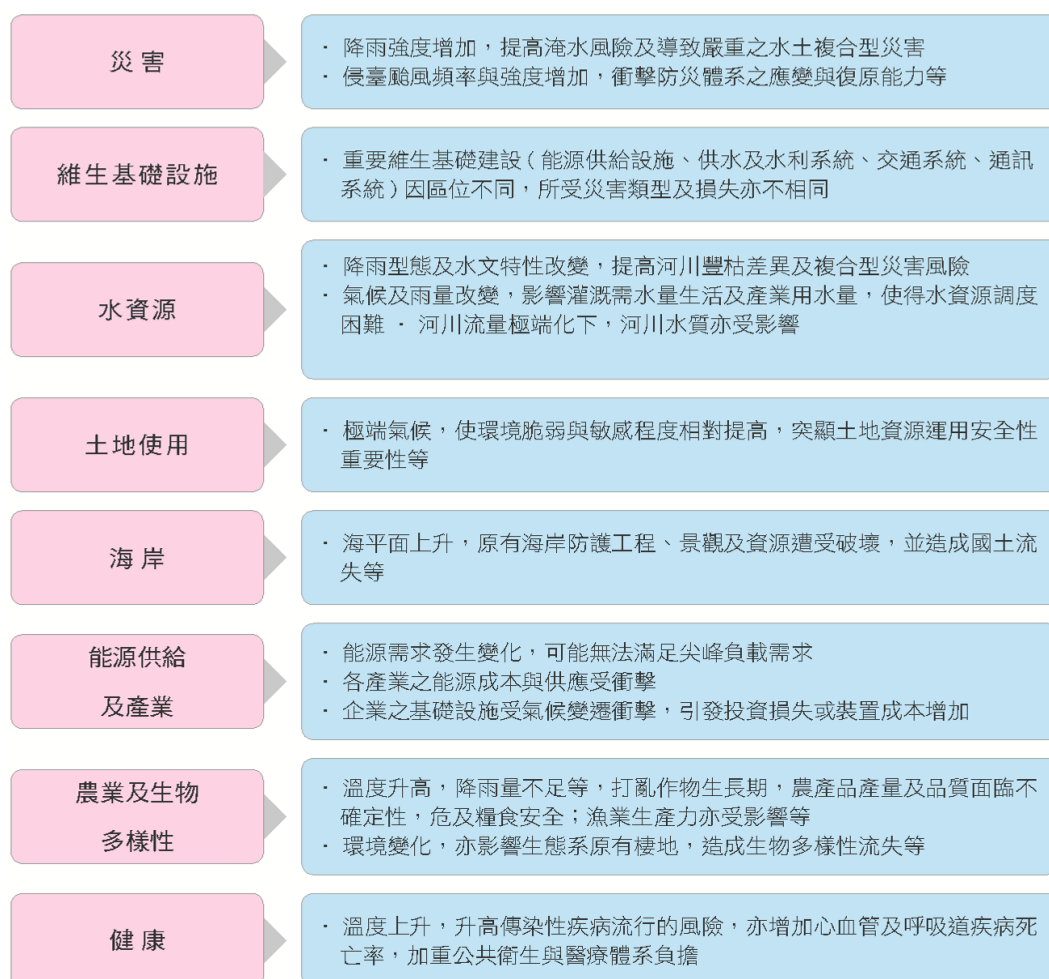 災害
· 降雨強度增加，提高淹水風險及導致嚴重之水土複合型災害
· 侵臺颱風頻率與強度增加，衝擊防災體系之應變與復原能力等
維生基礎設施
· 重要維生基礎建設（能源供給設施、供水及水利系統、交通系統、通訊
系統）因區位不同，所受災害類型及損失亦不相同
水資源
· 降雨型態及水文特性改變，提高河川豐枯差異及複合型災害風險
· 氣候及雨量改變，影響灌溉需水量生活及產業用水量，使得水資源調度
困難 · 河川流量極端化下，河川水質亦受影響
土地使用
· 極端氣候，使環境脆弱與敏感程度相對提高，突顯土地資源運用安全性
重要性等
海岸
· 海平面上升，原有海岸防護工程、景觀及資源遭受破壞，並造成國土流
失等
能源供給
及產業
· 能源需求發生變化，可能無法滿足尖峰負載需求
· 各產業之能源成本與供應受衝擊
· 企業之基礎設施受氣候變遷衝擊，引發投資損失或裝置成本增加
農業及生物
多樣性
· 溫度升高，降雨量不足等，打亂作物生長期，農產品產量及品質面臨不
確定性，危及糧食安全；漁業生產力亦受影響等
· 環境變化，亦影響生態系原有棲地，造成生物多樣性流失等
健康
· 溫度上升，升高傳染性疾病流行的風險，亦增加心血管及呼吸道疾病死
亡率，加重公共衛生與醫療體系負擔